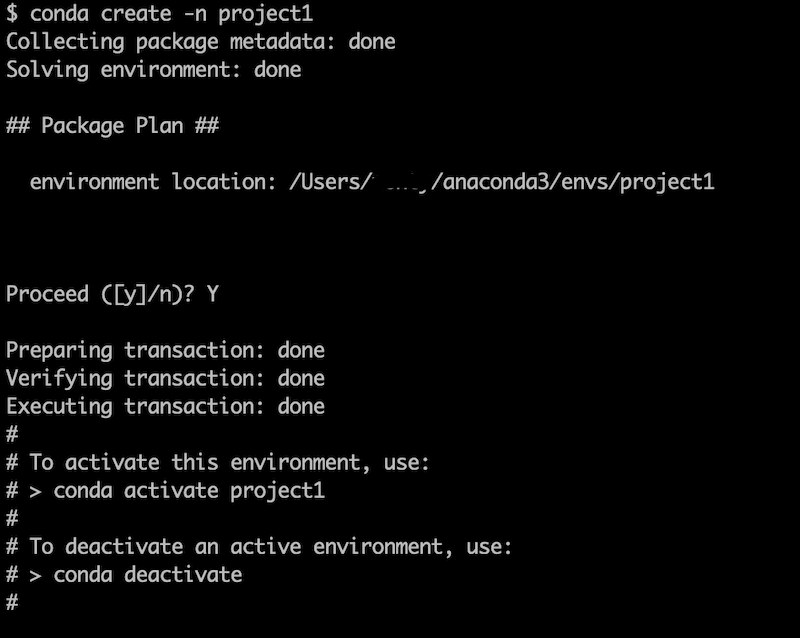 $ conda create -n project1
Collecting package metadata: done
Solving environment: done
## Package Plan ##
environment location: /Users/ /anaconda3/envs/project1
Proceed ([y]/n)? Y
Preparing transaction: done
Verifying transaction: done
Executing transaction: done
#
# To activate this environment, use:
# > conda activate project1
#
# To deactivate an active environment, use:
# > conda deactivate
#